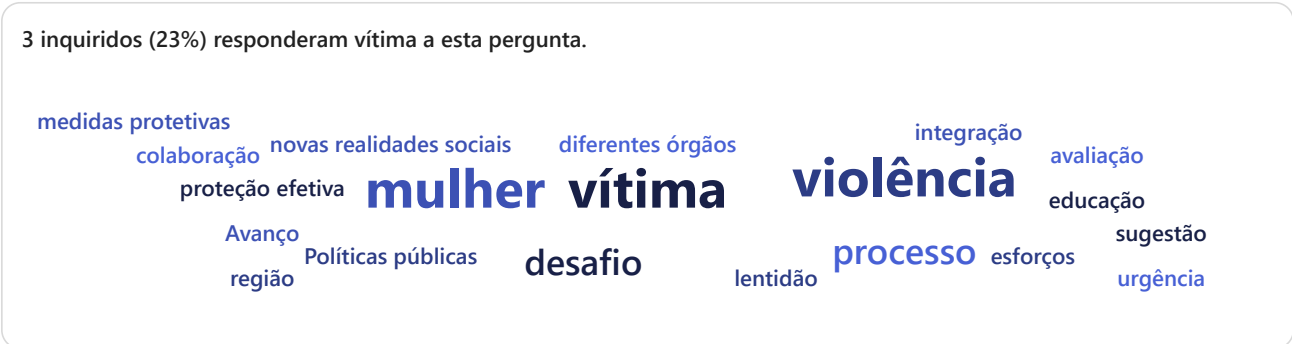 3 inquiridos (23%) responderam vítima a esta pergunta.
medidas protetivas
colaboração
novas realidades sociais
diferentes órgãos
integração
avaliação
proteção efetiva
mulher
vítima
violência
educação
Avanço
Políticas públicas
região
desafio
lentidão
processo
esforços
sugestão
urgência